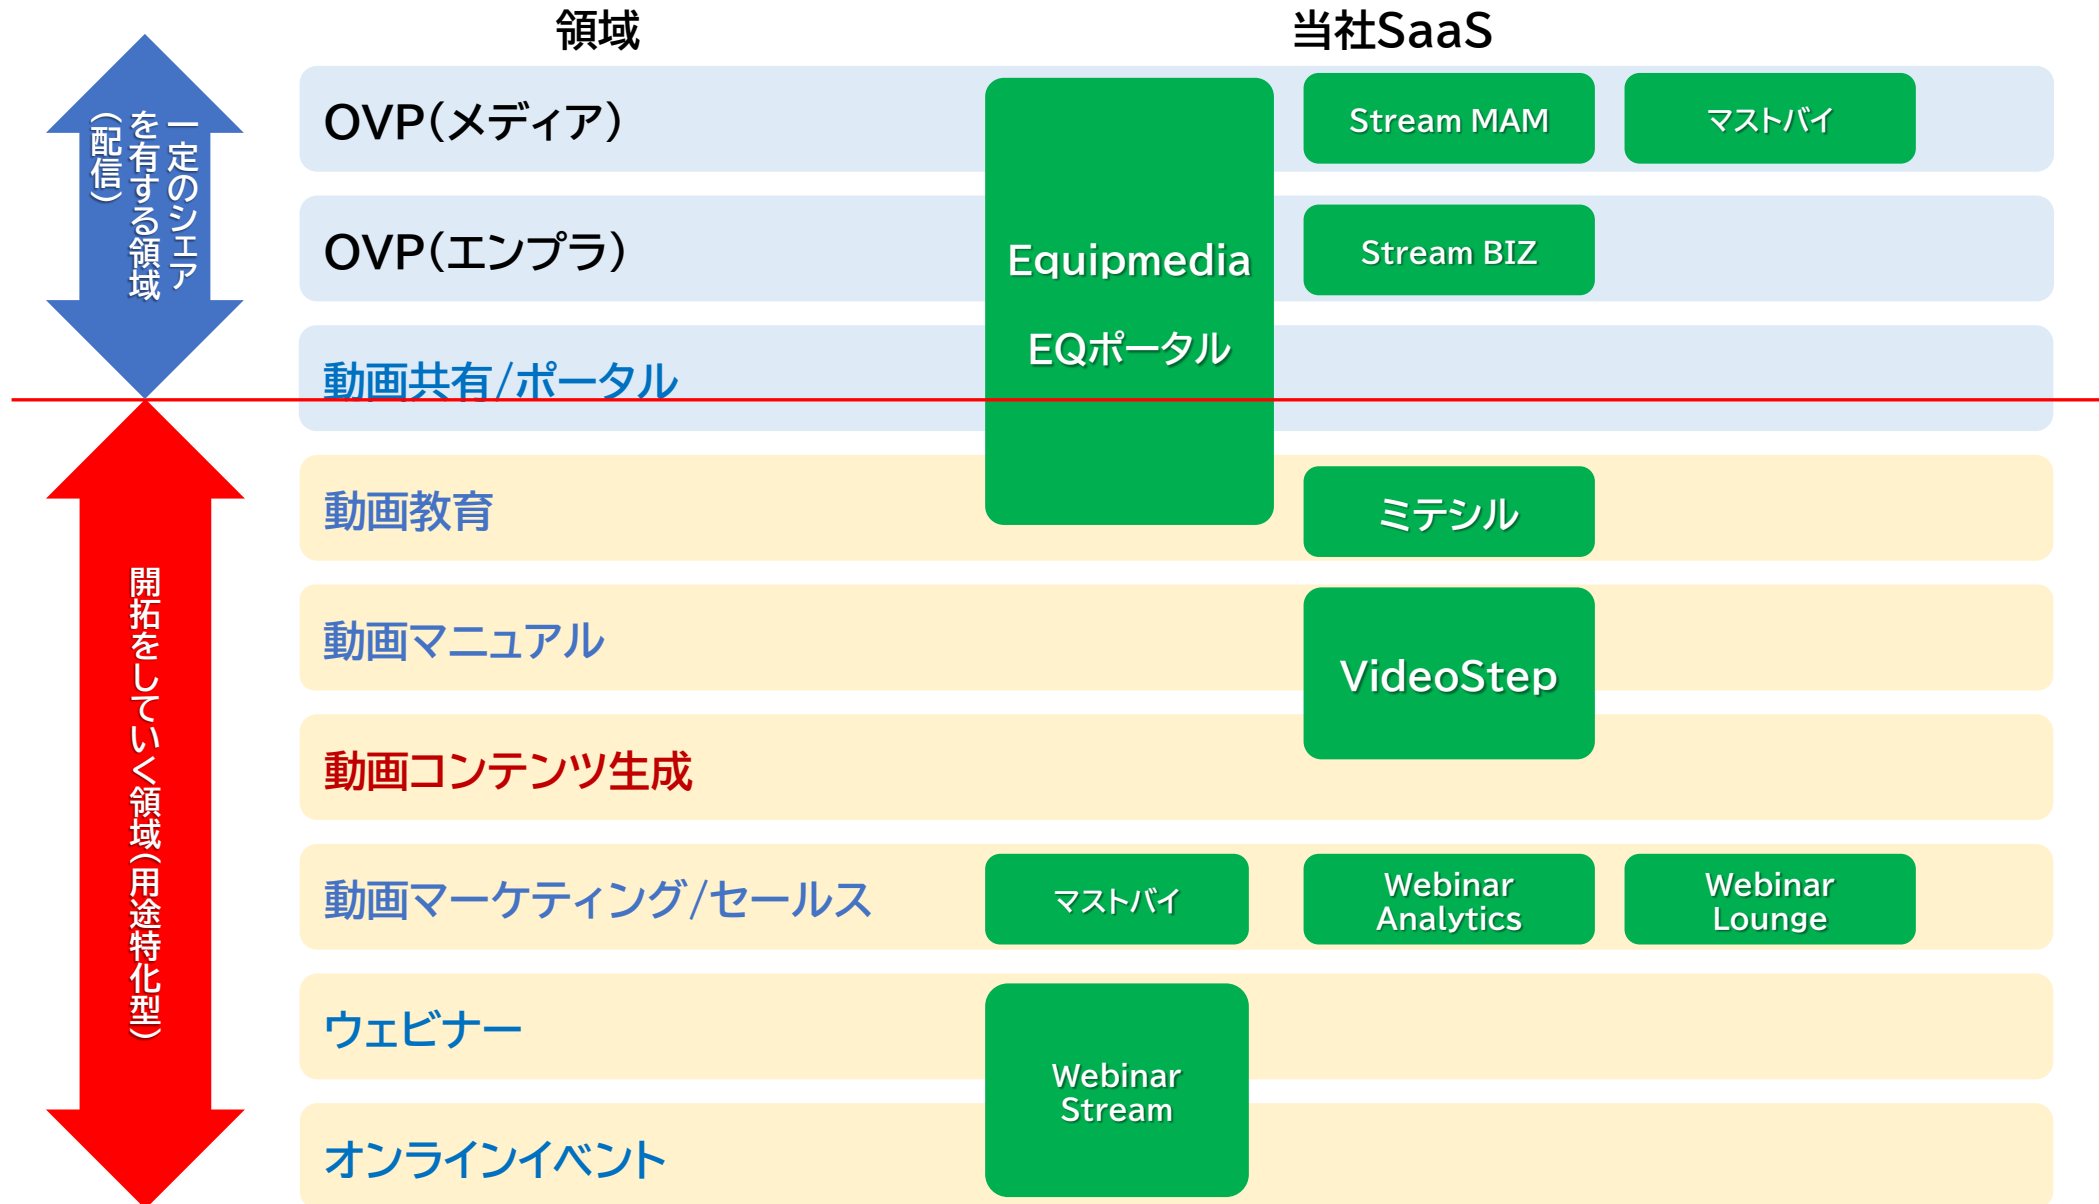 領域
当社SaaS
一定のシェア
を有する領域
（配信）
OVP（メディア）
Stream MAM
マストバイ
OVP（エンプラ）
Equipmedia
EQポータル
Stream BIZ
動画共有/ポータル
開拓をしていく領域（用途特化型）
動画教育
ミテシル
動画マニュアル
VideoStep
動画コンテンツ生成
動画マーケティング/セールス
マストバイ
Webinar
Analytics
Webinar
Lounge
ウェビナー
Webinar
Stream
オンラインイベント